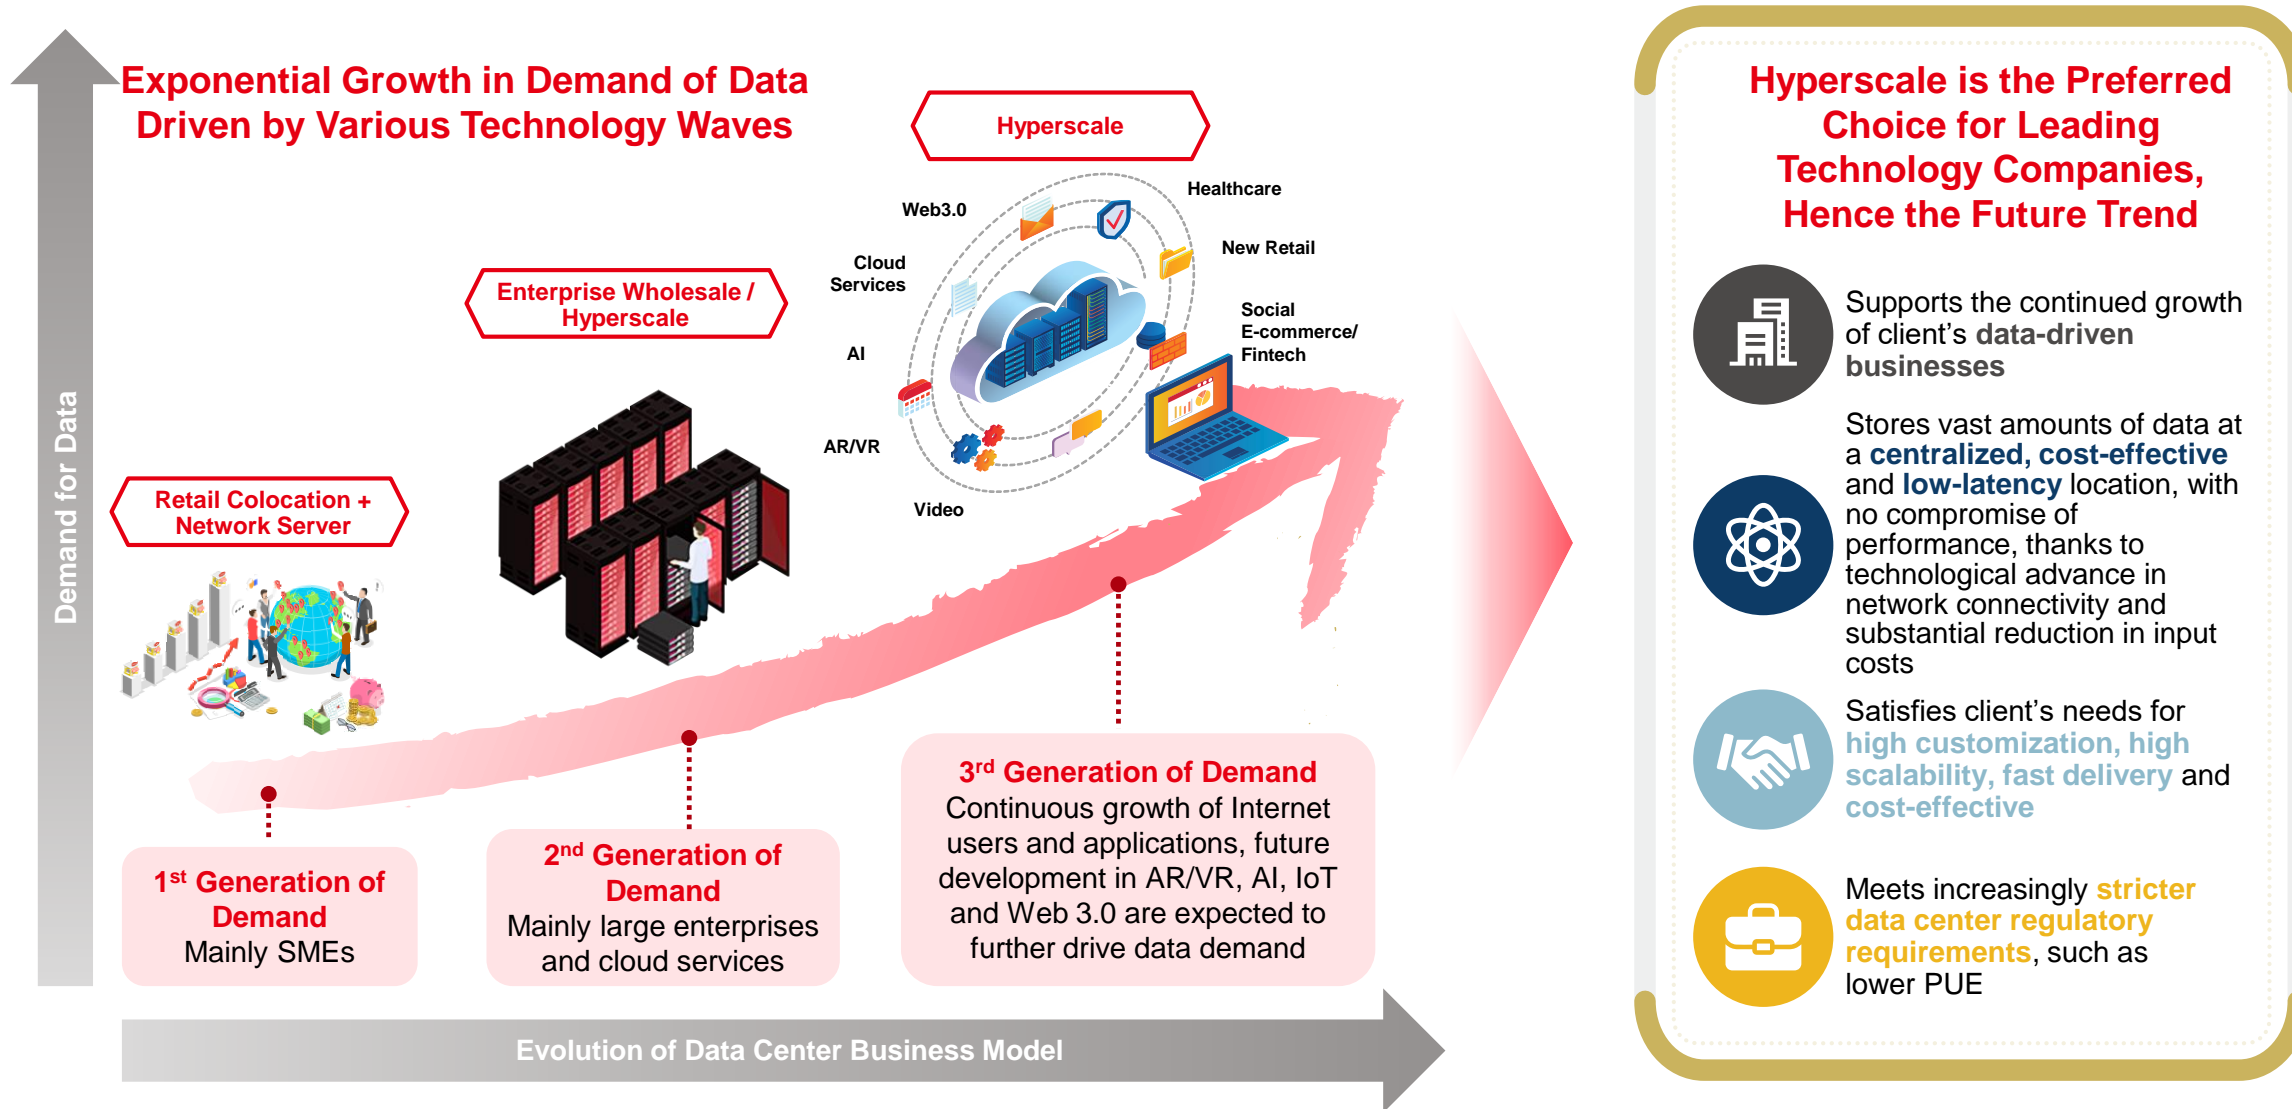 Exponential Growth in Demand of Data
Driven by Various Technology Waves
Demand for Data
Retail Colocation +
Network Server
Enterprise Wholesale /
Hyperscale
Hyperscale
Web3.0
Cloud
Services
AI
AR/VR
Video
Healthcare
New Retail
Social
E-commerce/
Fintech
1st Generation of
Demand
Mainly SMEs
2nd Generation of
Demand
Mainly large enterprises
and cloud services
3rd Generation of Demand
Continuous growth of Internet
users and applications, future
development in AR/VR, AI, IoT
and Web 3.0 are expected to
further drive data demand
Evolution of Data Center Business Model
Hyperscale is the Preferred
Choice for Leading
Technology Companies,
Hence the Future Trend
Supports the continued growth
of client’s data-driven
businesses
Stores vast amounts of data at
a centralized, cost-effective
and low-latency location, with
no compromise of
performance, thanks to
technological advance in
network connectivity and
substantial reduction in input
costs
Satisfies client’s needs for
high customization, high
scalability, fast delivery and
cost-effective
Meets increasingly stricter
data center regulatory
requirements, such as
lower PUE